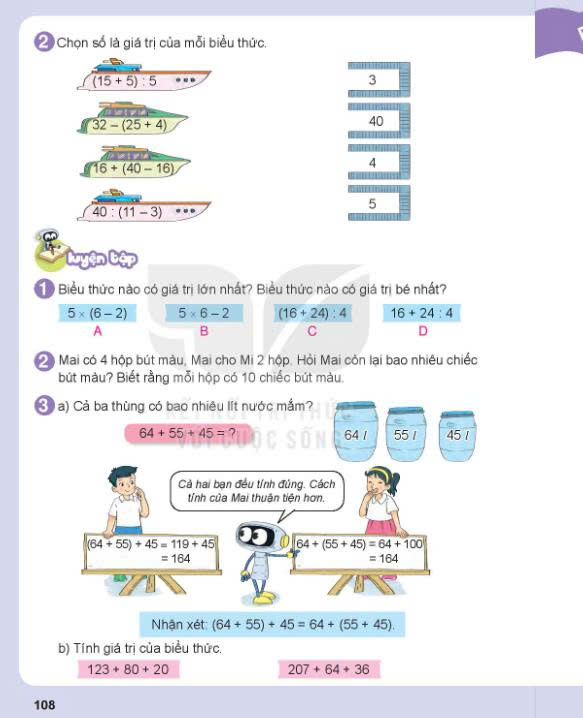 2 Chọn số là giá trị của mỗi biểu thức.
(15 + 5) : 5
3
32 – (25 + 4)
40
16 + (40 – 16)
4
40 : (11 – 3)
5
Luyện tập
1 Biểu thức nào có giá trị lớn nhất? Biểu thức nào có giá trị bé nhất?
5 × (6 – 2) 5 × 6 – 2 (16 + 24) : 4 16 + 24 : 4
A B C D
2 Mai có 4 hộp bút màu, Mai cho Mi 2 hộp. Hỏi Mai còn lại bao nhiêu chiếc
bút màu? Biết rằng mỗi hộp có 10 chiếc bút màu.
3 a) Cả ba thùng có bao nhiêu lít nước mắm?
KẾT NỐI TRI THỨC
VỚI CUỘC SỐNG
64 + 55 + 45 = ?
64 l 55 l 45 l
Cả hai bạn đều tính đúng. Cách
tính của Mai thuận tiện hơn.
(64 + 55) + 45 = 119 + 45
= 164
64 + (55 + 45) = 64 + 100
= 164
Nhận xét: (64 + 55) + 45 = 64 + (55 + 45).
b) Tính giá trị của biểu thức.
123 + 80 + 20 207 + 64 + 36
108